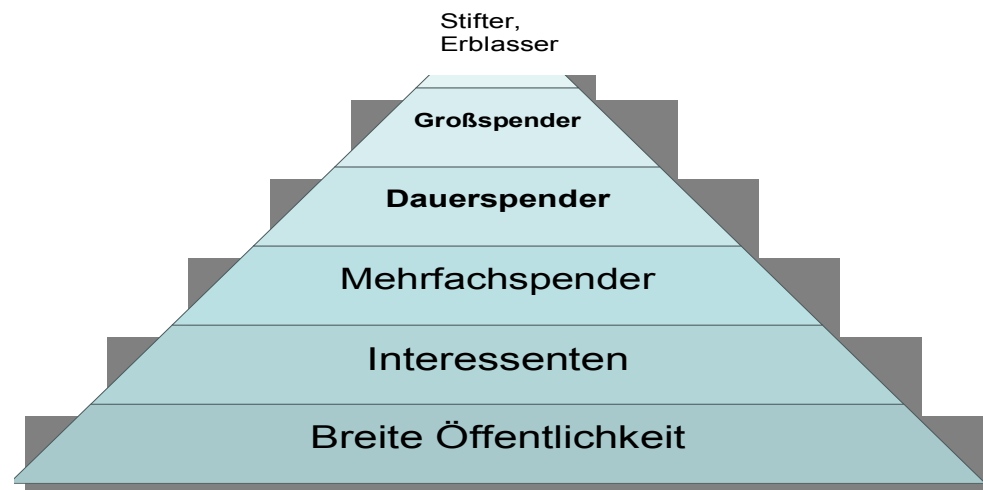 Stifter,
Erblasser
Großspender
Dauerspender
Mehrfachspender
Interessenten
Breite Öffentlichkeit